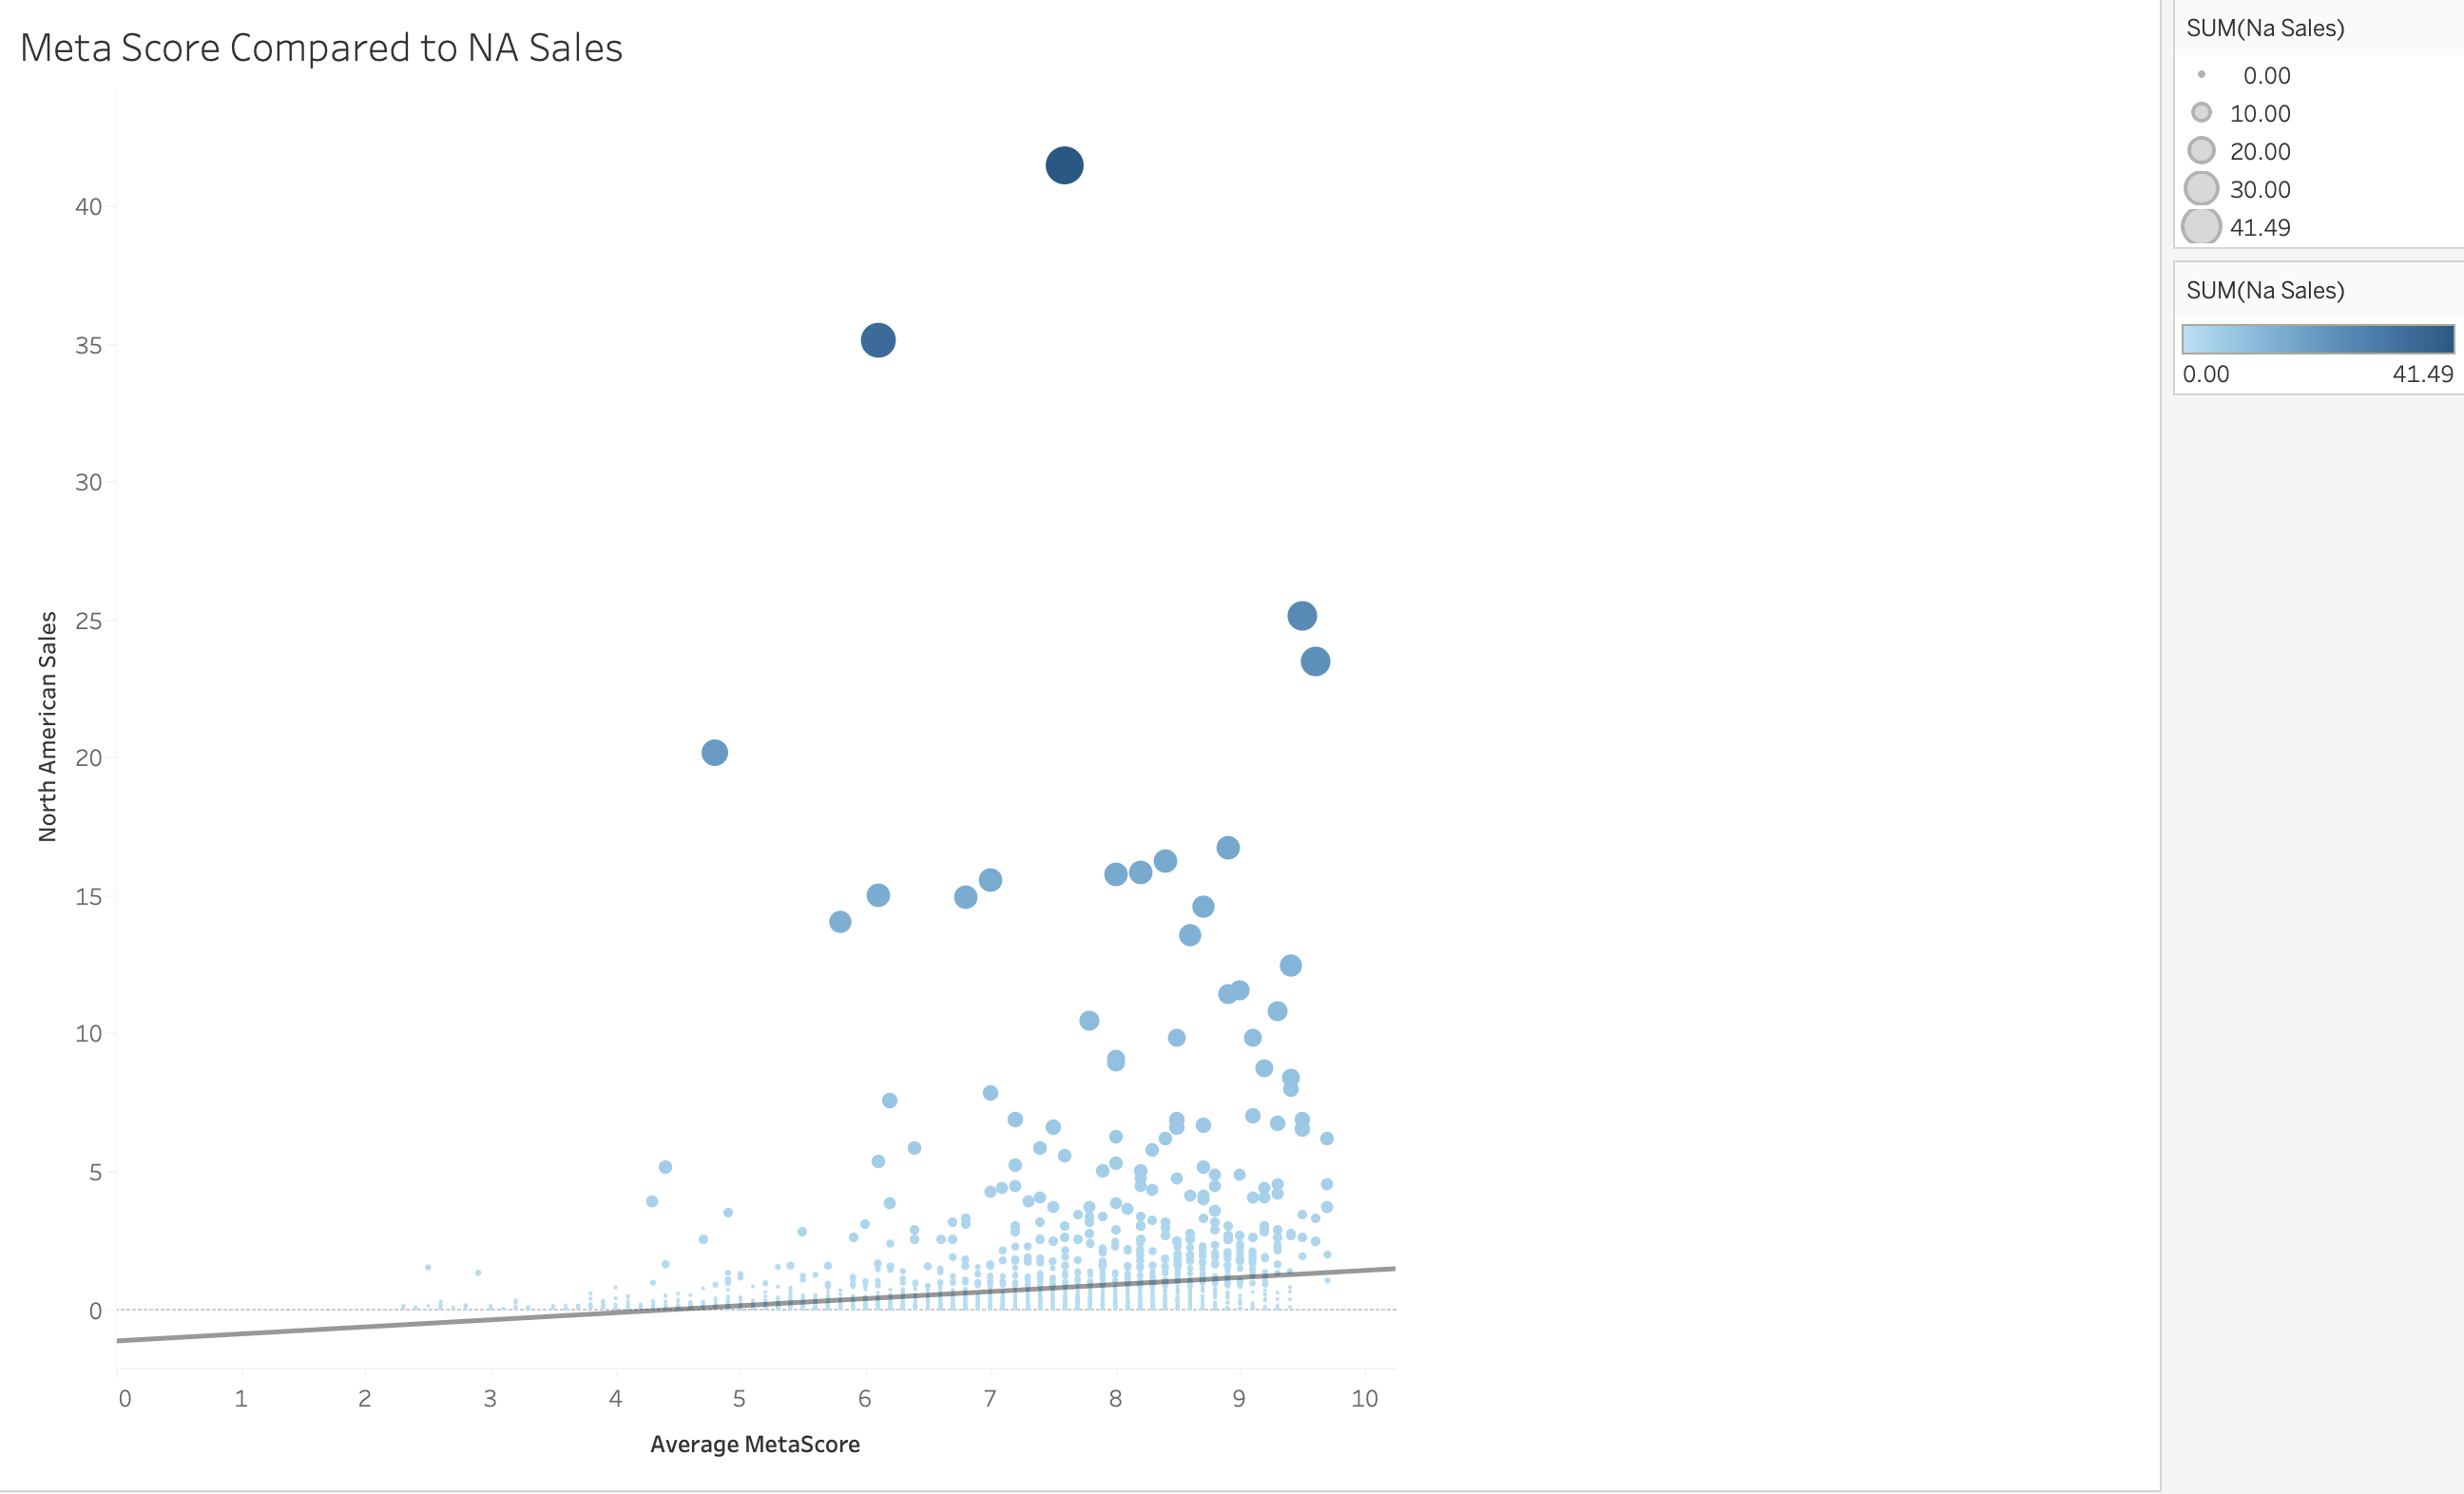 Meta Score Compared to NA Sales
North American Sales
40
35
30
25
20
15
10
5
0
0 1 2 3 4 5 6 7 8 9 10
Average MetaScore
SUM(Na Sales)
0.00
10.00
20.00
30.00
41.49
SUM(Na Sales)
0.00 41.49